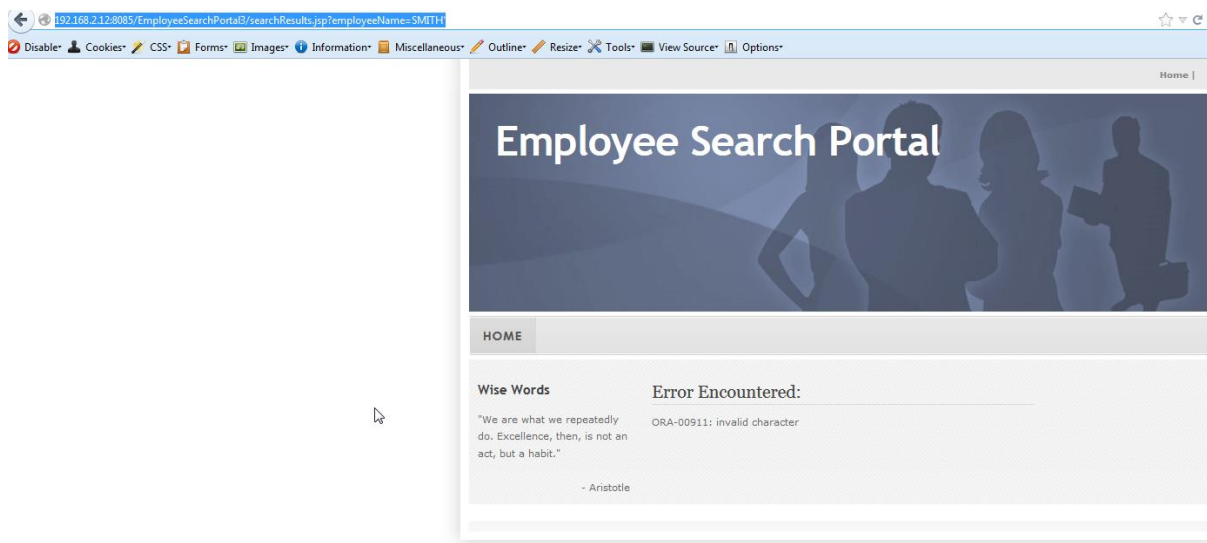 192.168.2.12:8085/EmployeeSearchPortal3/searchResults.jsp?employeeName=SMITH'
Disable Cookies CSS Forms Images Information Miscellaneous Outline Resize Tools View Source Options
Home |
Employee Search Portal
HOME
Wise Words
"We are what we repeatedly
do. Excellence, then, is not an
act, but a habit."
- Aristotle
Error Encountered:
ORA-00911: invalid character